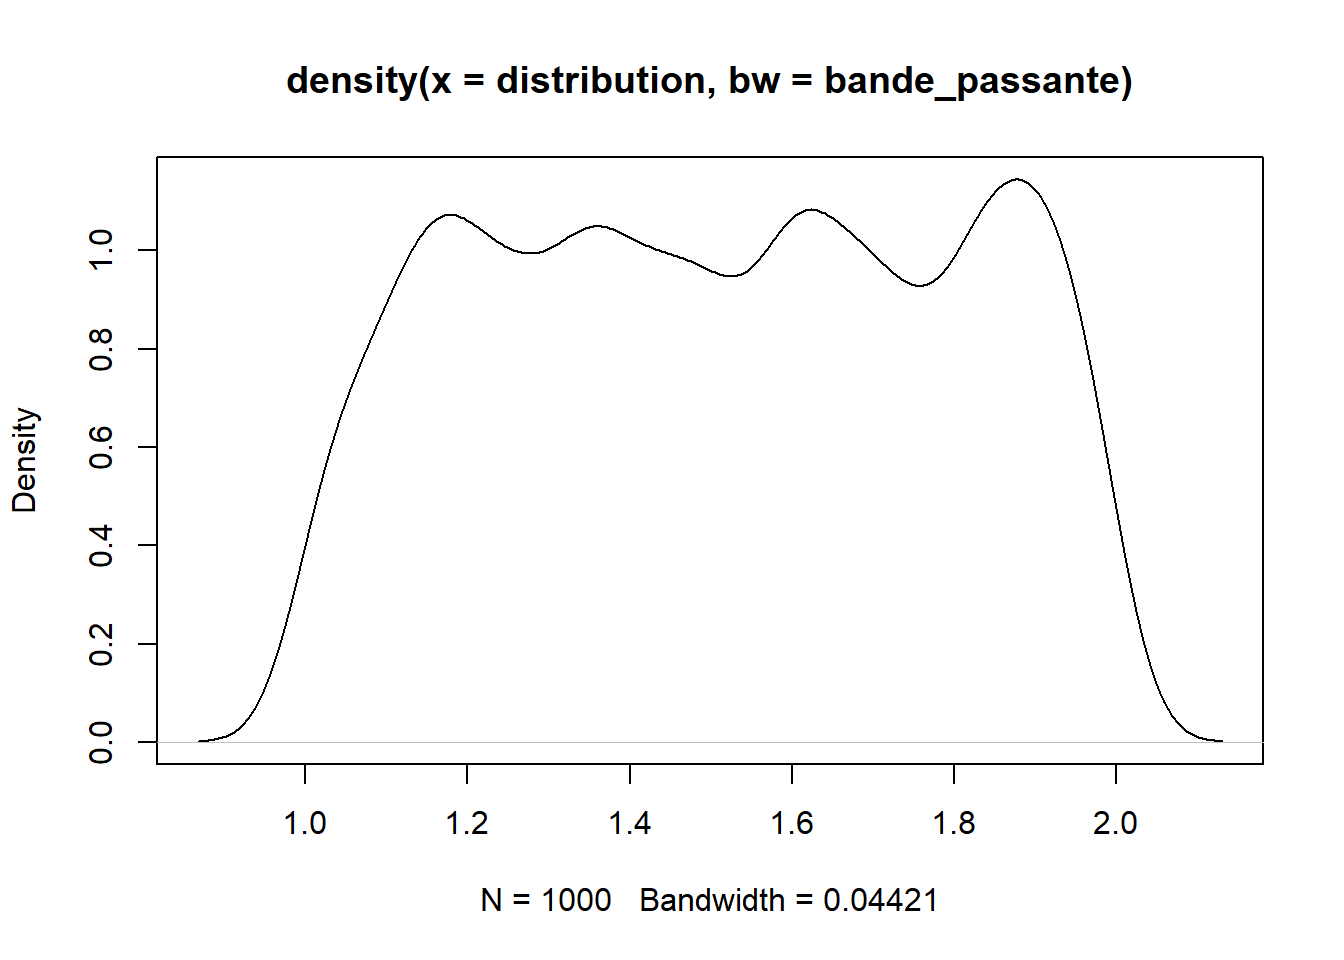 density(x = distribution, bw = bande_passante)
Density
1.0
0.8
0.6
0.4
0.2
0.0
1.0 1.2 1.4 1.6 1.8 2.0
N = 1000 Bandwidth = 0.04421